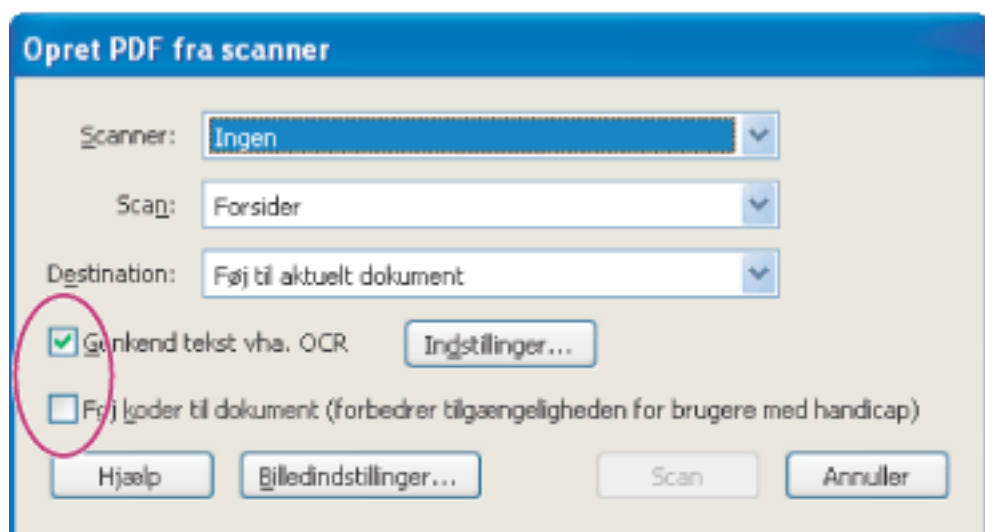 Opret PDF fra scanner
Scanner: Ingen
Scan: Forsider
Destination: Føj til aktuelt dokument
Genkend tekst vha. OCR Indstillinger...
Føj koder til dokument (forbedrer tilgængeligheden for brugere med handicap)
Hjælp Billedindstillinger... Scan Annuller